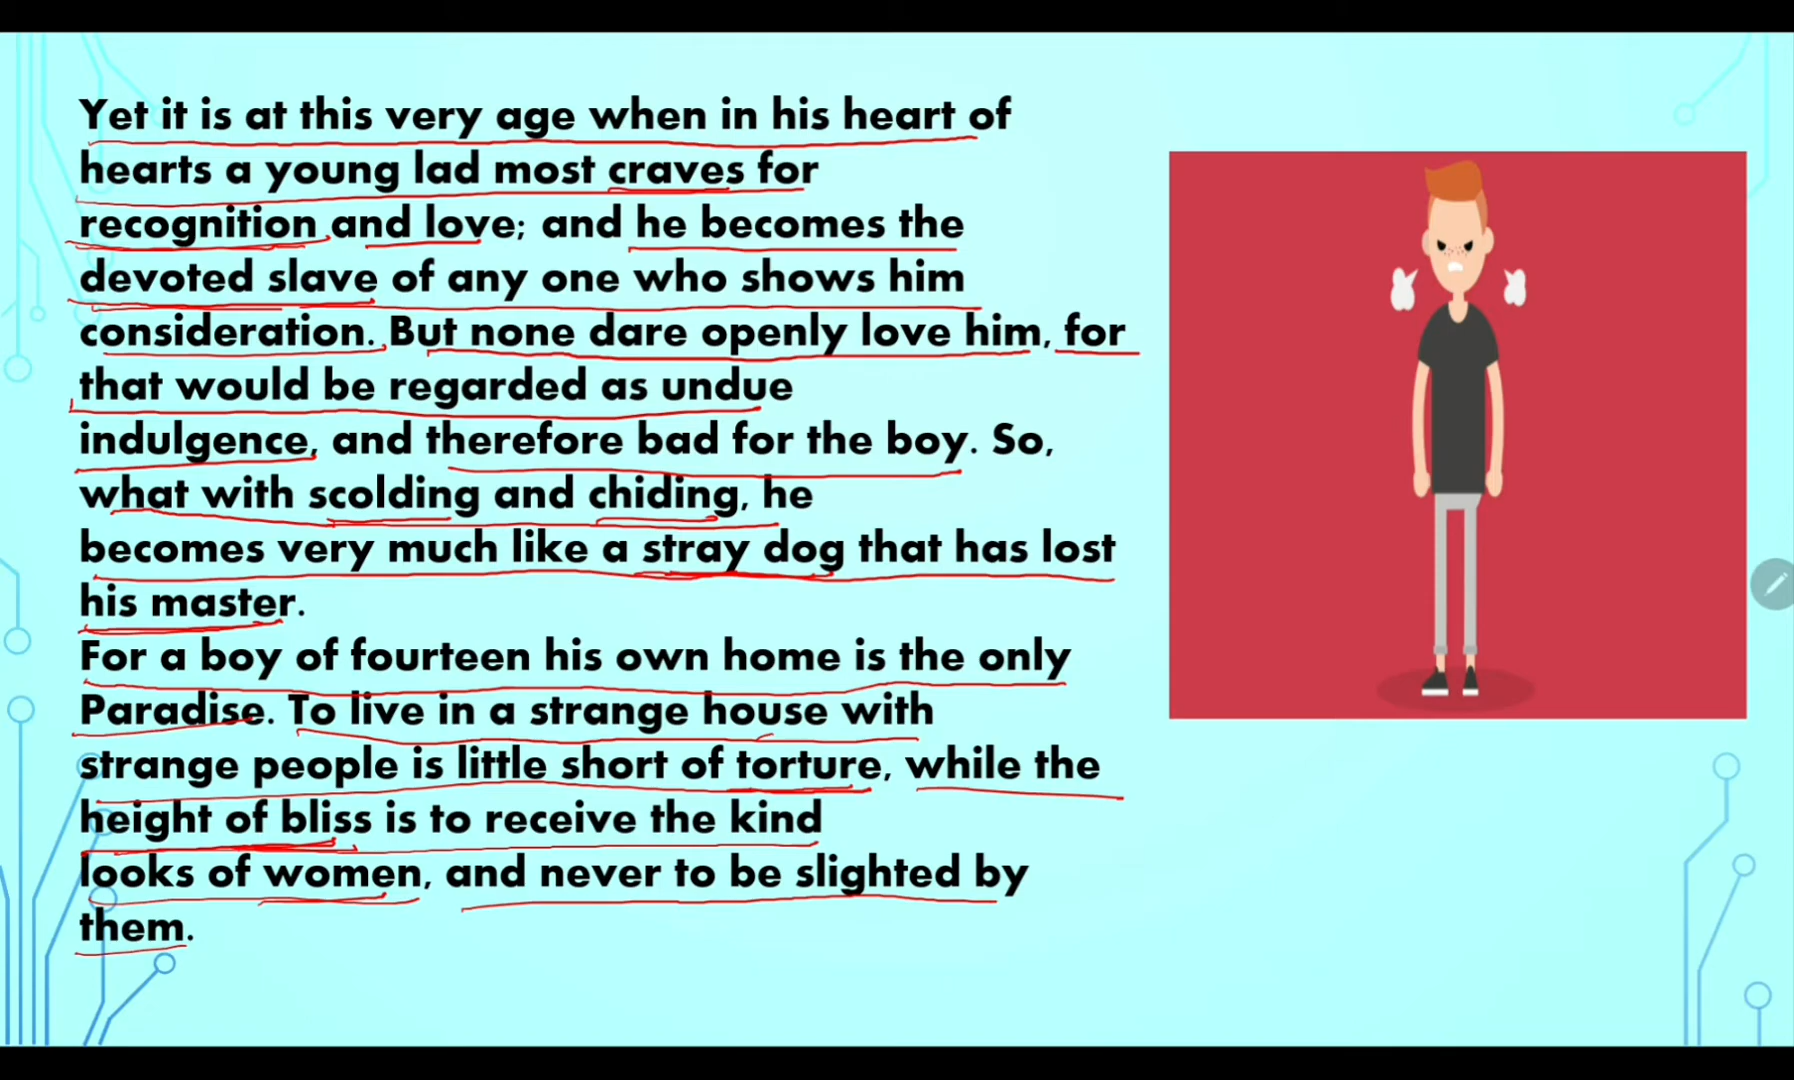 Yet it is at this very age when in his heart of
hearts a young lad most craves for
recognition and love; and he becomes the
devoted slave of any one who shows him
consideration. But none dare openly love him, for
that would be regarded as undue
indulgence, and therefore bad for the boy. So,
what with scolding and chiding, he
becomes very much like a stray dog that has lost
his master.
For a boy of fourteen his own home is the only
Paradise. To live in a strange house with
strange people is little short of torture, while the
height of bliss is to receive the kind
looks of women, and never to be slighted by
them.